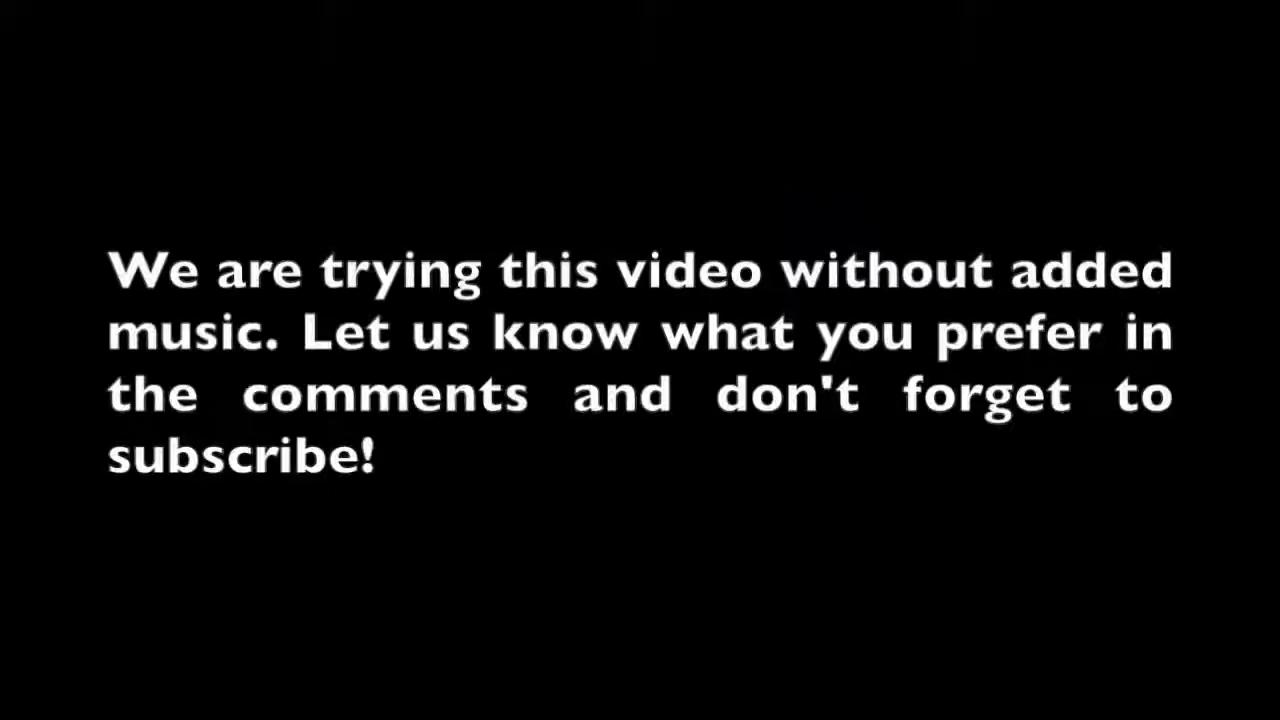 We are trying this video without added
music. Let us know what you prefer in
the comments and don't forget to
subscribe!